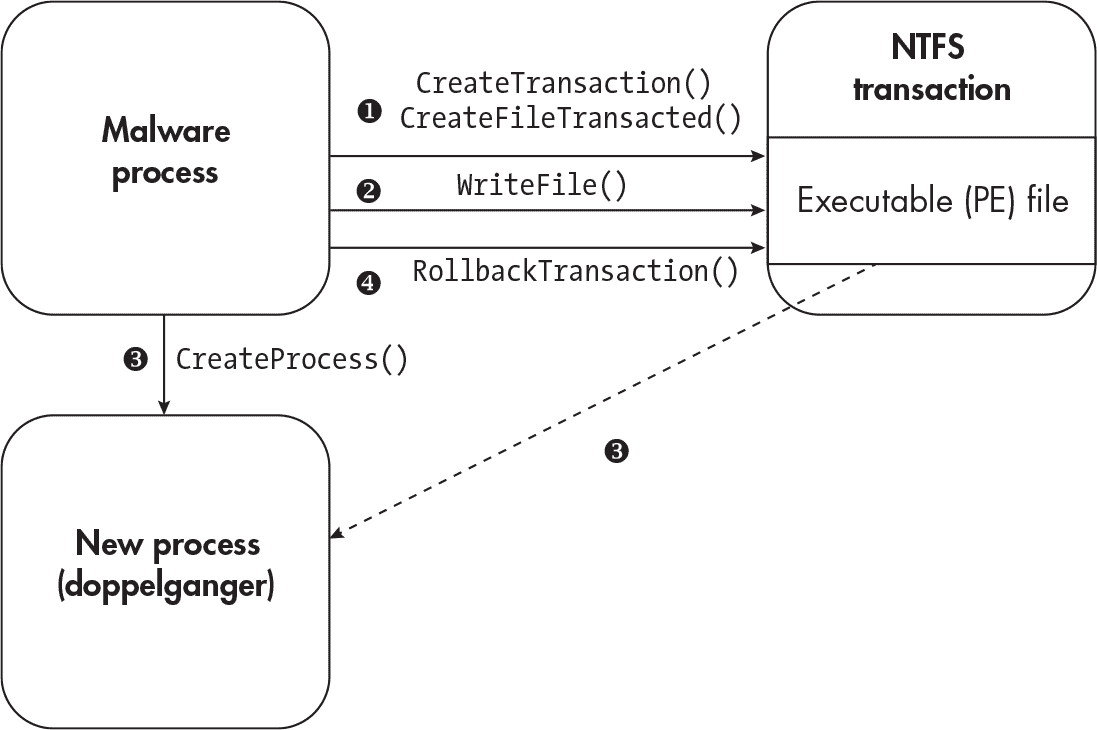 Malware
process
❶
CreateTransaction()
CreateFileTransacted()
❷
WriteFile()
❹
RollbackTransaction()
NTFS
transaction
Executable (PE) file
❸
CreateProcess()
❸
New process
(doppelganger)